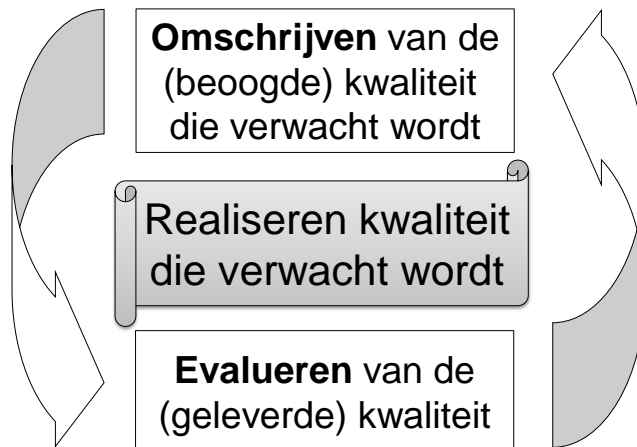 Omschrijven van de
(beoogde) kwaliteit
die verwacht wordt
Realiseren kwaliteit
die verwacht wordt
Evalueren van de
(geleverde) kwaliteit